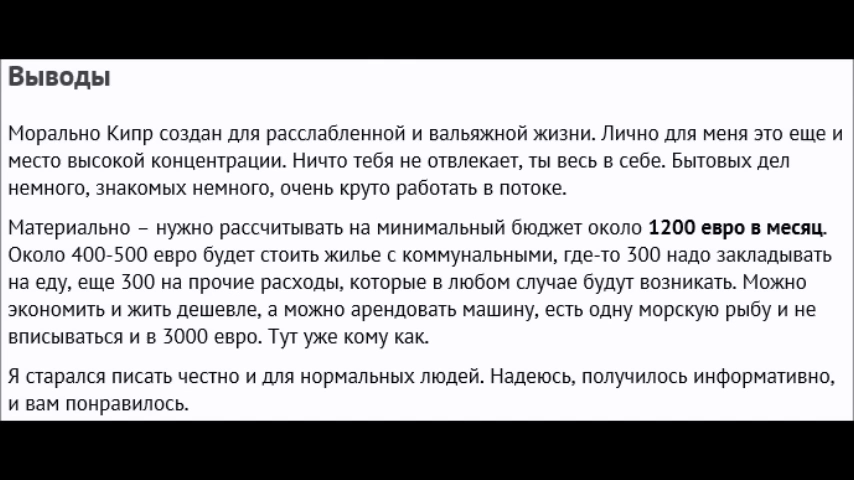 Выводы
Морально Кипр создан для расслабленной и вальяжной жизни. Лично для меня это еще и
место высокой концентрации. Ничто тебя не отвлекает, ты весь в себе. Бытовых дел
немного, знакомых немного, очень круто работать в потоке.
Материально – нужно рассчитывать на минимальный бюджет около 1200 евро в месяц.
Около 400-500 евро будет стоить жилье с коммунальными, где-то 300 надо закладывать
на еду, еще 300 на прочие расходы, которые в любом случае будут возникать. Можно
экономить и жить дешевле, а можно арендовать машину, есть одну морскую рыбу и не
вписываться и в 3000 евро. Тут уже кому как.
Я старался писать честно и для нормальных людей. Надеюсь, получилось информативно,
и вам понравилось.